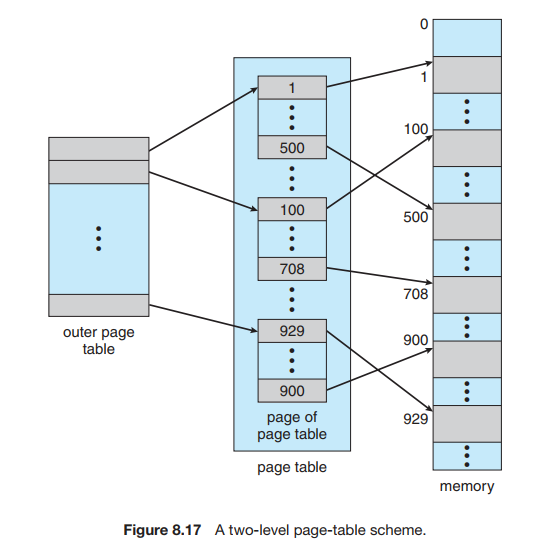 0
1
1
100
500
100
500
708
708
929
900
900
929
outer page
table
page of
page table
page table
memory
Figure 8.17 A two-level page-table scheme.